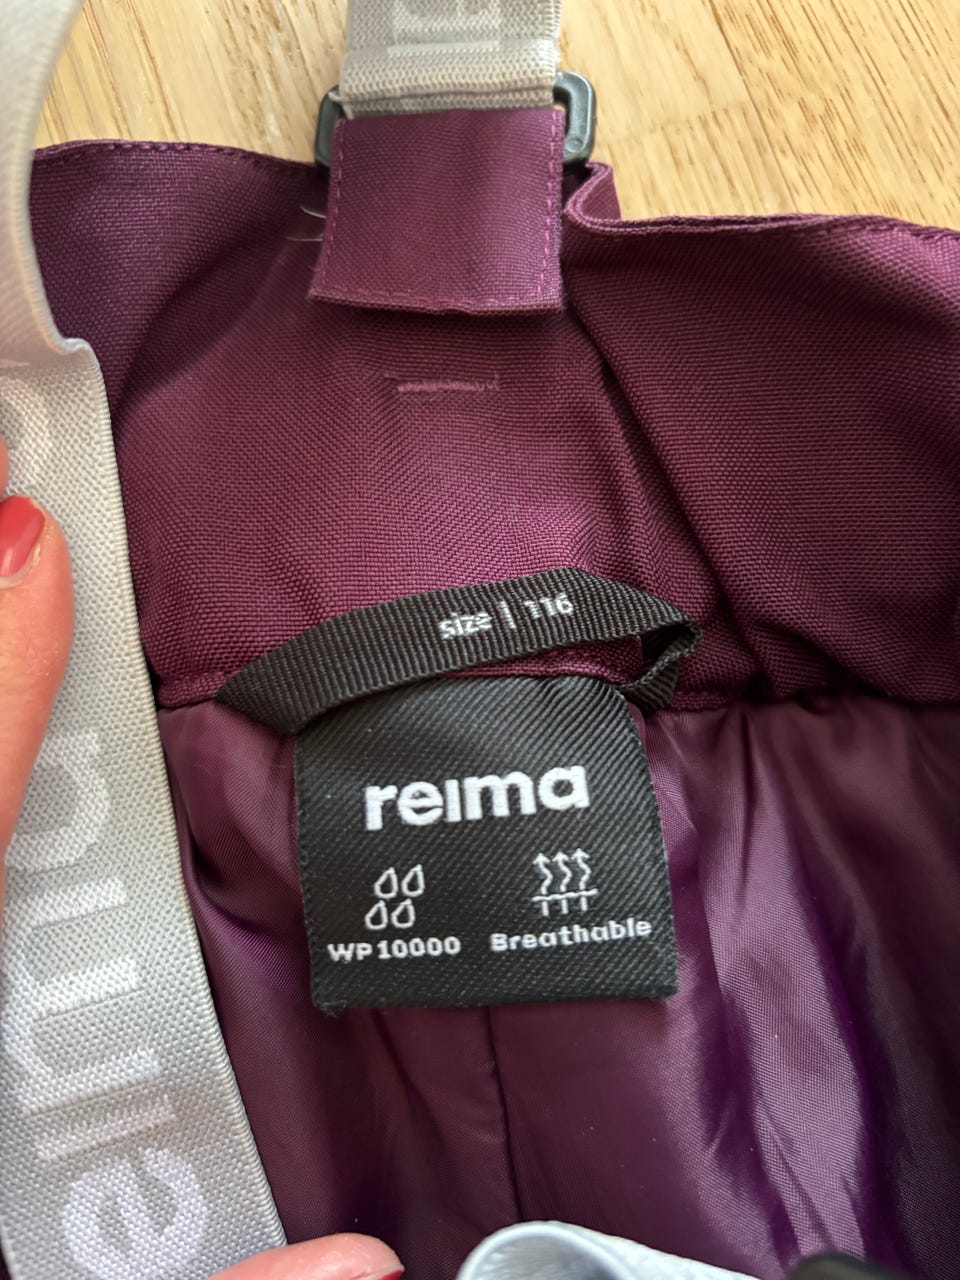 size | 116
reima
WP 10000
Breathable